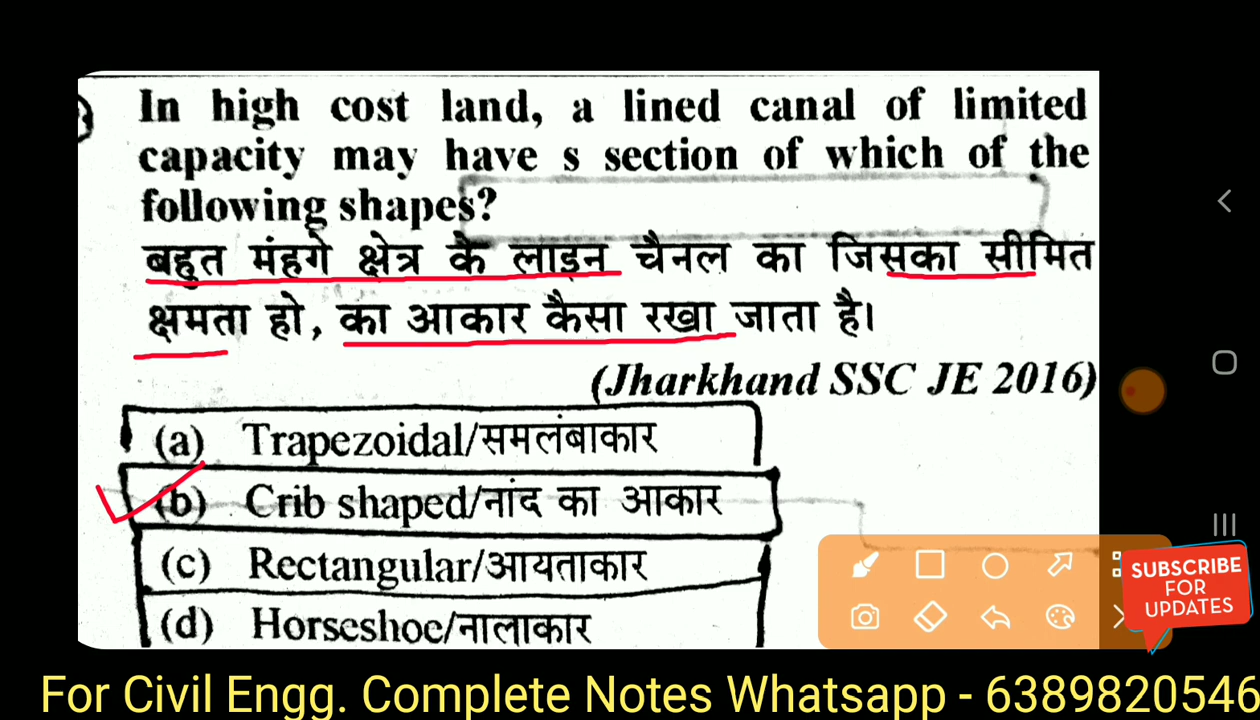 In high cost land, a lined canal of limited
capacity may have s section of which of the
following shapes?
बहुत मंहगे क्षेत्र के लाइन चैनल का जिसका सीमित
क्षमता हो, का आकार कैसा रखा जाता है।
(Jharkhand SSC JE 2016)
(a) Trapezoidal/समलंबाकार
(b) Crib shaped/नांद का आकार
(c) Rectangular/आयताकार
(d) Horseshoe/नालाकार
SUBSCRIBE
FOR
UPDATES
For Civil Engg. Complete Notes Whatsapp - 6389820546